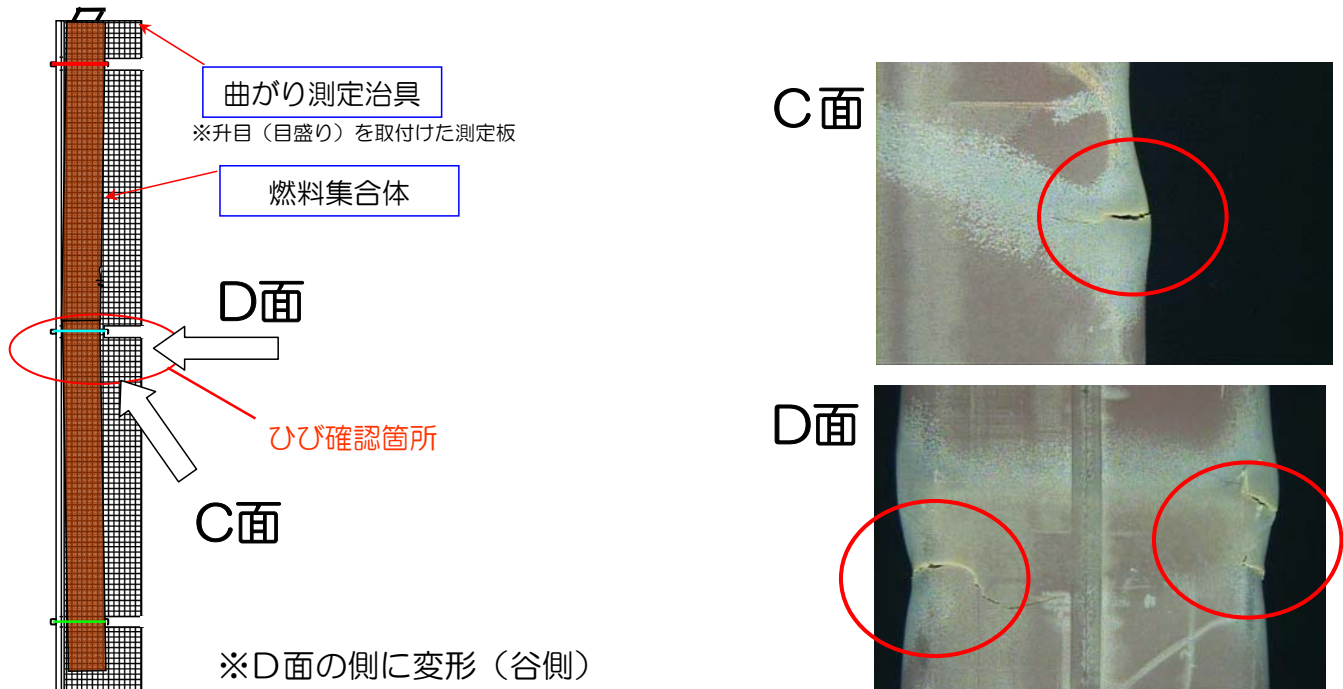 曲がり測定治具
※升目（目盛り）を取付けた測定板
燃料集合体
D面
ひび確認箇所
C面
※D面の側に変形（谷側）
C面
D面